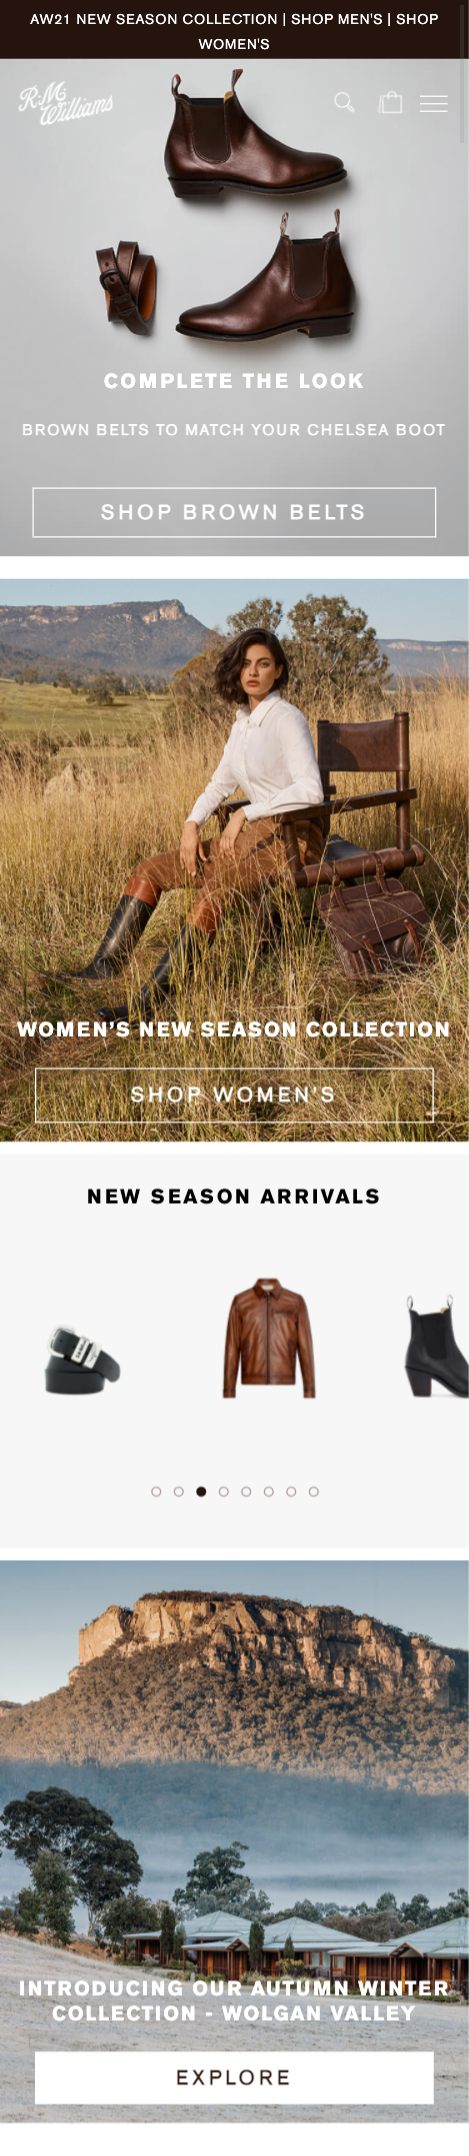 AW21 NEW SEASON COLLECTION | SHOP MEN'S | SHOP
WOMEN'S
R.M. Williams
COMPLETE THE LOOK
BROWN BELTS TO MATCH YOUR CHELSEA BOOT
SHOP BROWN BELTS
WOMEN'S NEW SEASON COLLECTION
SHOP WOMEN'S
NEW SEASON ARRIVALS
INTRODUCING OUR AUTUMN WINTER
COLLECTION - WOLGAN VALLEY
EXPLORE